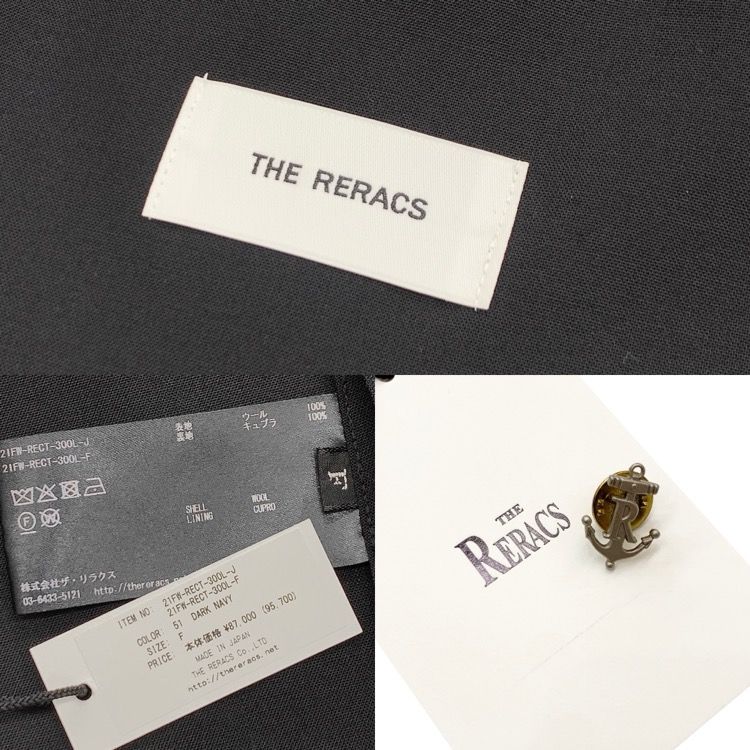 THE RERACS
21FW-RECT-300L-J
21FW-RECT-300L-F
表地 ウール 100%
裏地 キュプラ 100%
SHELL WOOL
LINING CUPRO
F
株式会社ザ・リラクス
03-6433-5121 http://thereracs.
ITEM NO: 21FW-RECT-300L-J
21FW-RECT-300L-F
COLOR: 51 DARK NAVY
SIZE: F
PRICE: 本体価格 ¥87,000 (95,700)
MADE IN JAPAN
THE RERACS Co.,LTD
http://thereracs.net
THE
RERACS
R